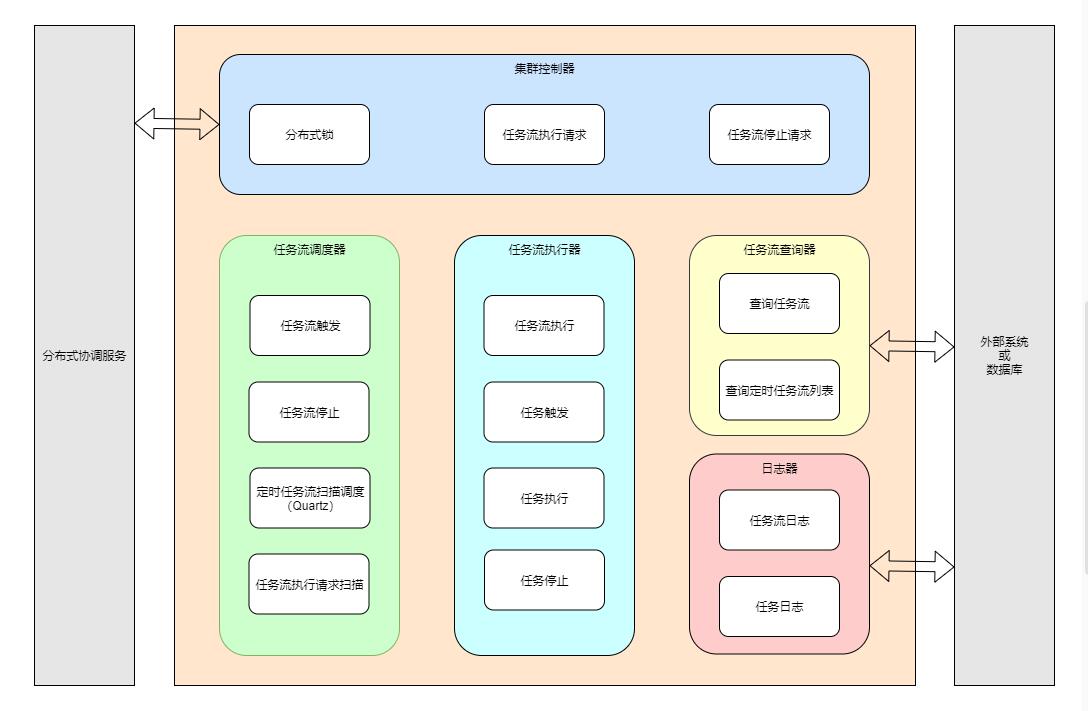 分布式协调服务
集群控制器
分布式锁
任务流执行请求
任务流停止请求
任务流调度器
任务流触发
任务流停止
定时任务流扫描调度
（Quartz）
任务流执行请求扫描
任务流执行器
任务流执行
任务触发
任务执行
任务停止
任务流查询器
查询任务流
查询定时任务流列表
日志器
任务流日志
任务日志
外部系统
或
数据库